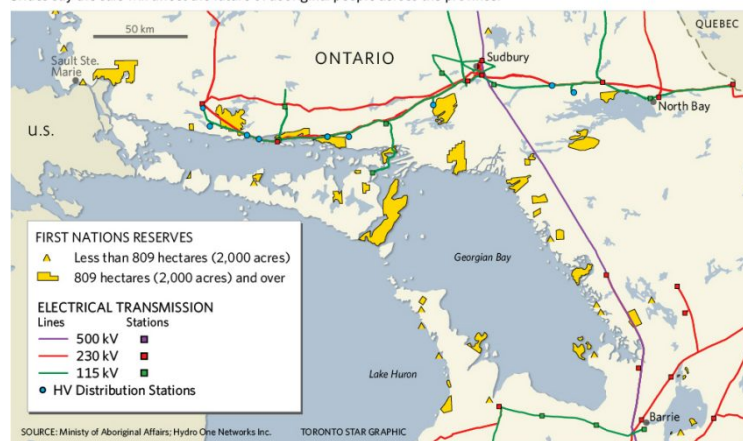 50 km
QUEBEC
ONTARIO
Sudbury
Sault Ste.
Marie
North Bay
U.S.
FIRST NATIONS RESERVES
Less than 809 hectares (2,000 acres)
809 hectares (2,000 acres) and over
Georgian Bay
ELECTRICAL TRANSMISSION
Lines Stations
500 kV
230 kV
115 kV
HV Distribution Stations
Lake Huron
Barrie
SOURCE: Ministy of Aboriginal Affairs; Hydro One Networks Inc. TORONTO STAR GRAPHIC